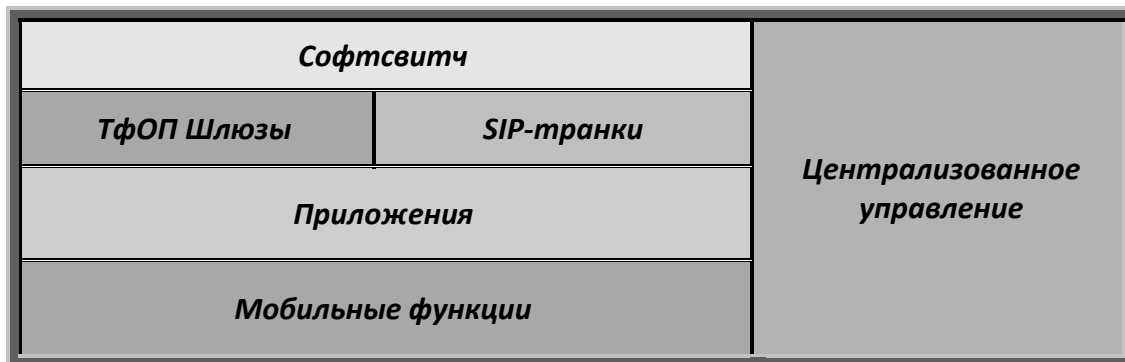 Софтсвитч
ТфОП Шлюзы
SIP-транки
Централизованное
управление
Приложения
Мобильные функции